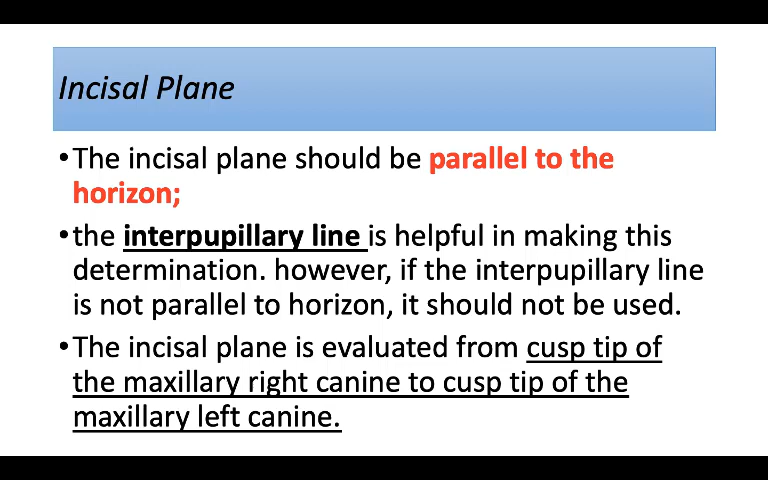 Incisal Plane
•The incisal plane should be parallel to the
horizon;
•the interpupillary line is helpful in making this
determination. however, if the interpupillary line
is not parallel to horizon, it should not be used.
•The incisal plane is evaluated from cusp tip of
the maxillary right canine to cusp tip of the
maxillary left canine.